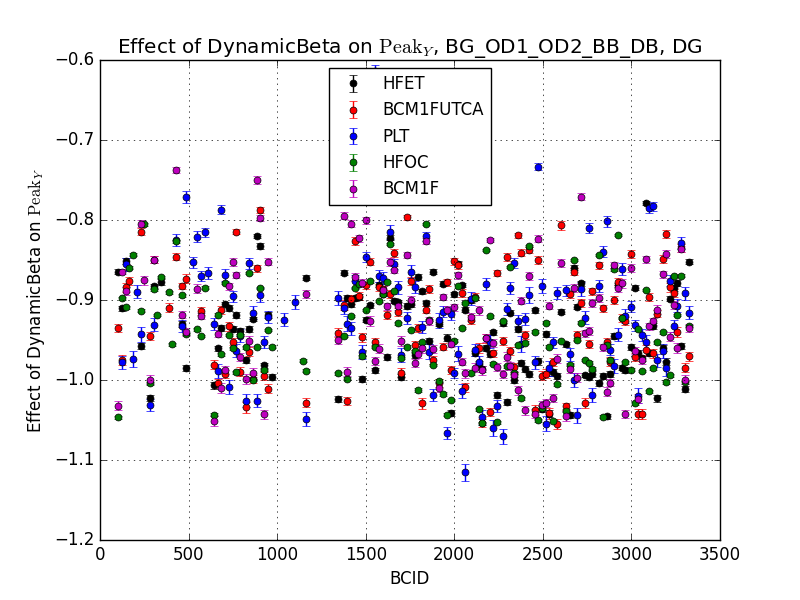 Effect of DynamicBeta on Peak_Y, BG_OD1_OD2_BB_DB, DG
HFET
BCM1FUTCA
PLT
HFOC
BCM1F
Effect of DynamicBeta on Peak_Y
−0.6
−0.7
−0.8
−0.9
−1.0
−1.1
−1.2
0 500 1000 1500 2000 2500 3000 3500
BCID